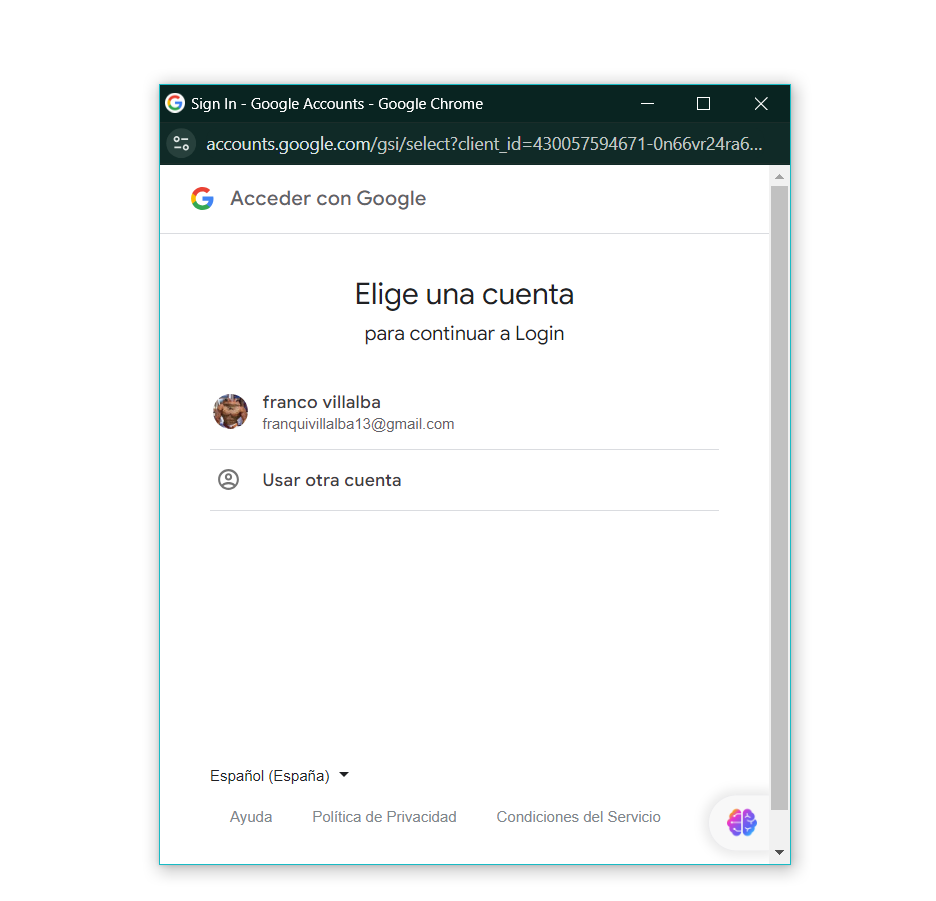 Sign In - Google Accounts - Google Chrome
accounts.google.com/gsi/select?client_id=430057594671-0n66vr24ra6...
Acceder con Google
Elige una cuenta
para continuar a Login
franco villalba
franquivillalba13@gmail.com
Usar otra cuenta
Español (España)
Ayuda Política de Privacidad Condiciones del Servicio